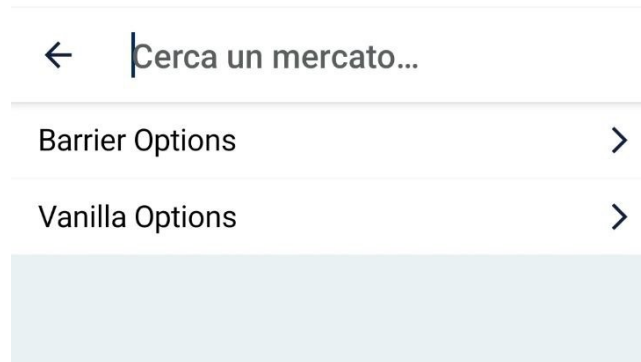 Cerca un mercato...
Barrier Options
Vanilla Options